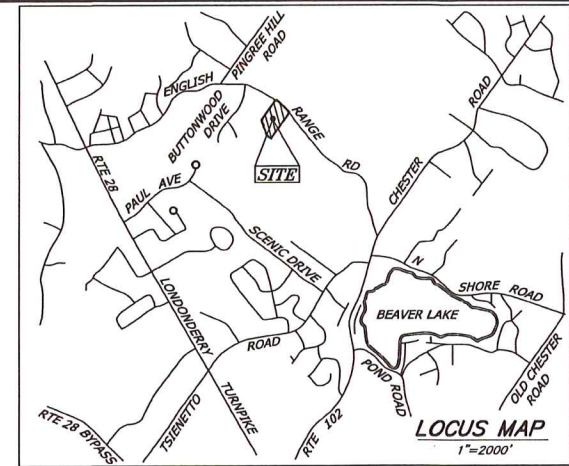 PINGREE HILL
ROAD
ENGLISH
BUTTONWOOD
DRIVE
RANGE
RD
CHESTER
ROAD
RTE 28
PAUL AVE
SITE
SCENIC DRIVE
N
SHORE ROAD
BEAVER LAKE
LONDONDERRY
TURNPIKE
ROAD
TSIENETTO
POND ROAD
OLD CHESTER
ROAD
RTE 28 BYPASS
RTE 102
LOCUS MAP
1"=2000'